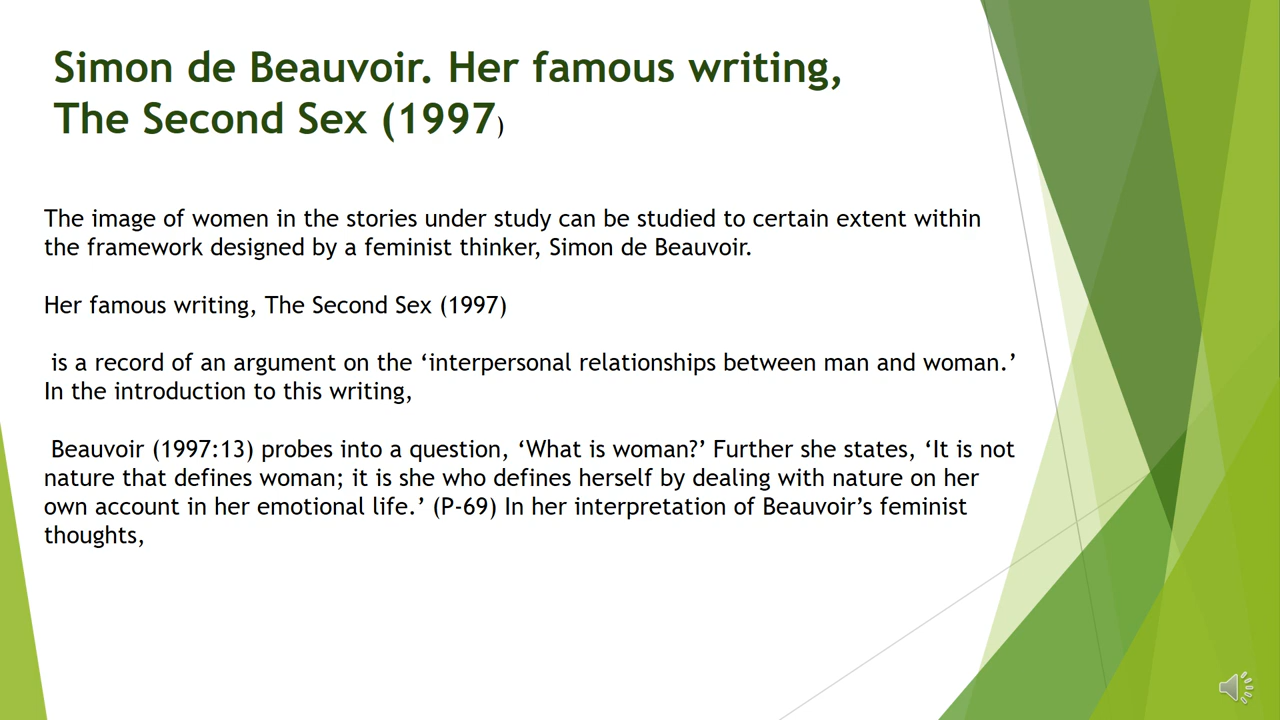 Simon de Beauvoir. Her famous writing,
The Second Sex (1997)
The image of women in the stories under study can be studied to certain extent within
the framework designed by a feminist thinker, Simon de Beauvoir.
Her famous writing, The Second Sex (1997)
is a record of an argument on the ‘interpersonal relationships between man and woman.’
In the introduction to this writing,
Beauvoir (1997:13) probes into a question, ‘What is woman?’ Further she states, ‘It is not
nature that defines woman; it is she who defines herself by dealing with nature on her
own account in her emotional life.’ (P-69) In her interpretation of Beauvoir’s feminist
thoughts,